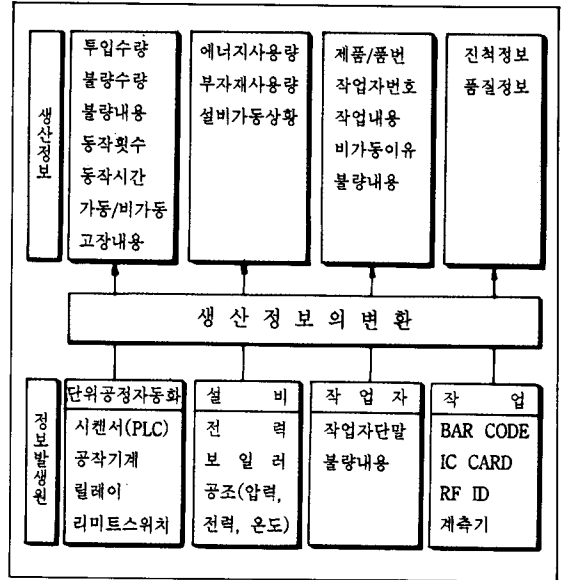 생산정보
투입수량
불량수량
불량내용
동작횟수
동작시간
가동/비가동
고장내용
에너지사용량
부자재사용량
설비가동상황
제품/품번
작업자번호
작업내용
비가동이유
불량내용
진척정보
품질정보
생산정보의변환
정보발생원
단위공정자동화
시켄서(PLC)
공작기계
릴레이
리미트스위치
설 비
전 력
보 일 러
공조(압력,
전력, 온도)
작 업 자
작업자단말
불량내용
작 업
BAR CODE
IC CARD
RF ID
계측기